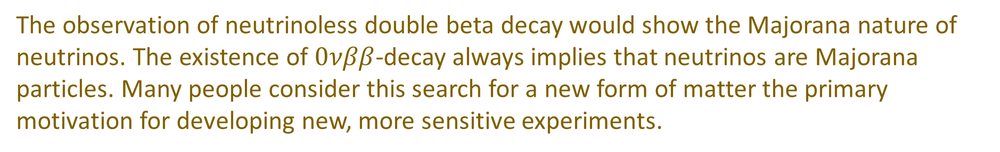 The observation of neutrinoless double beta decay would show the Majorana nature of
neutrinos. The existence of 0νββ-decay always implies that neutrinos are Majorana
particles. Many people consider this search for a new form of matter the primary
motivation for developing new, more sensitive experiments.